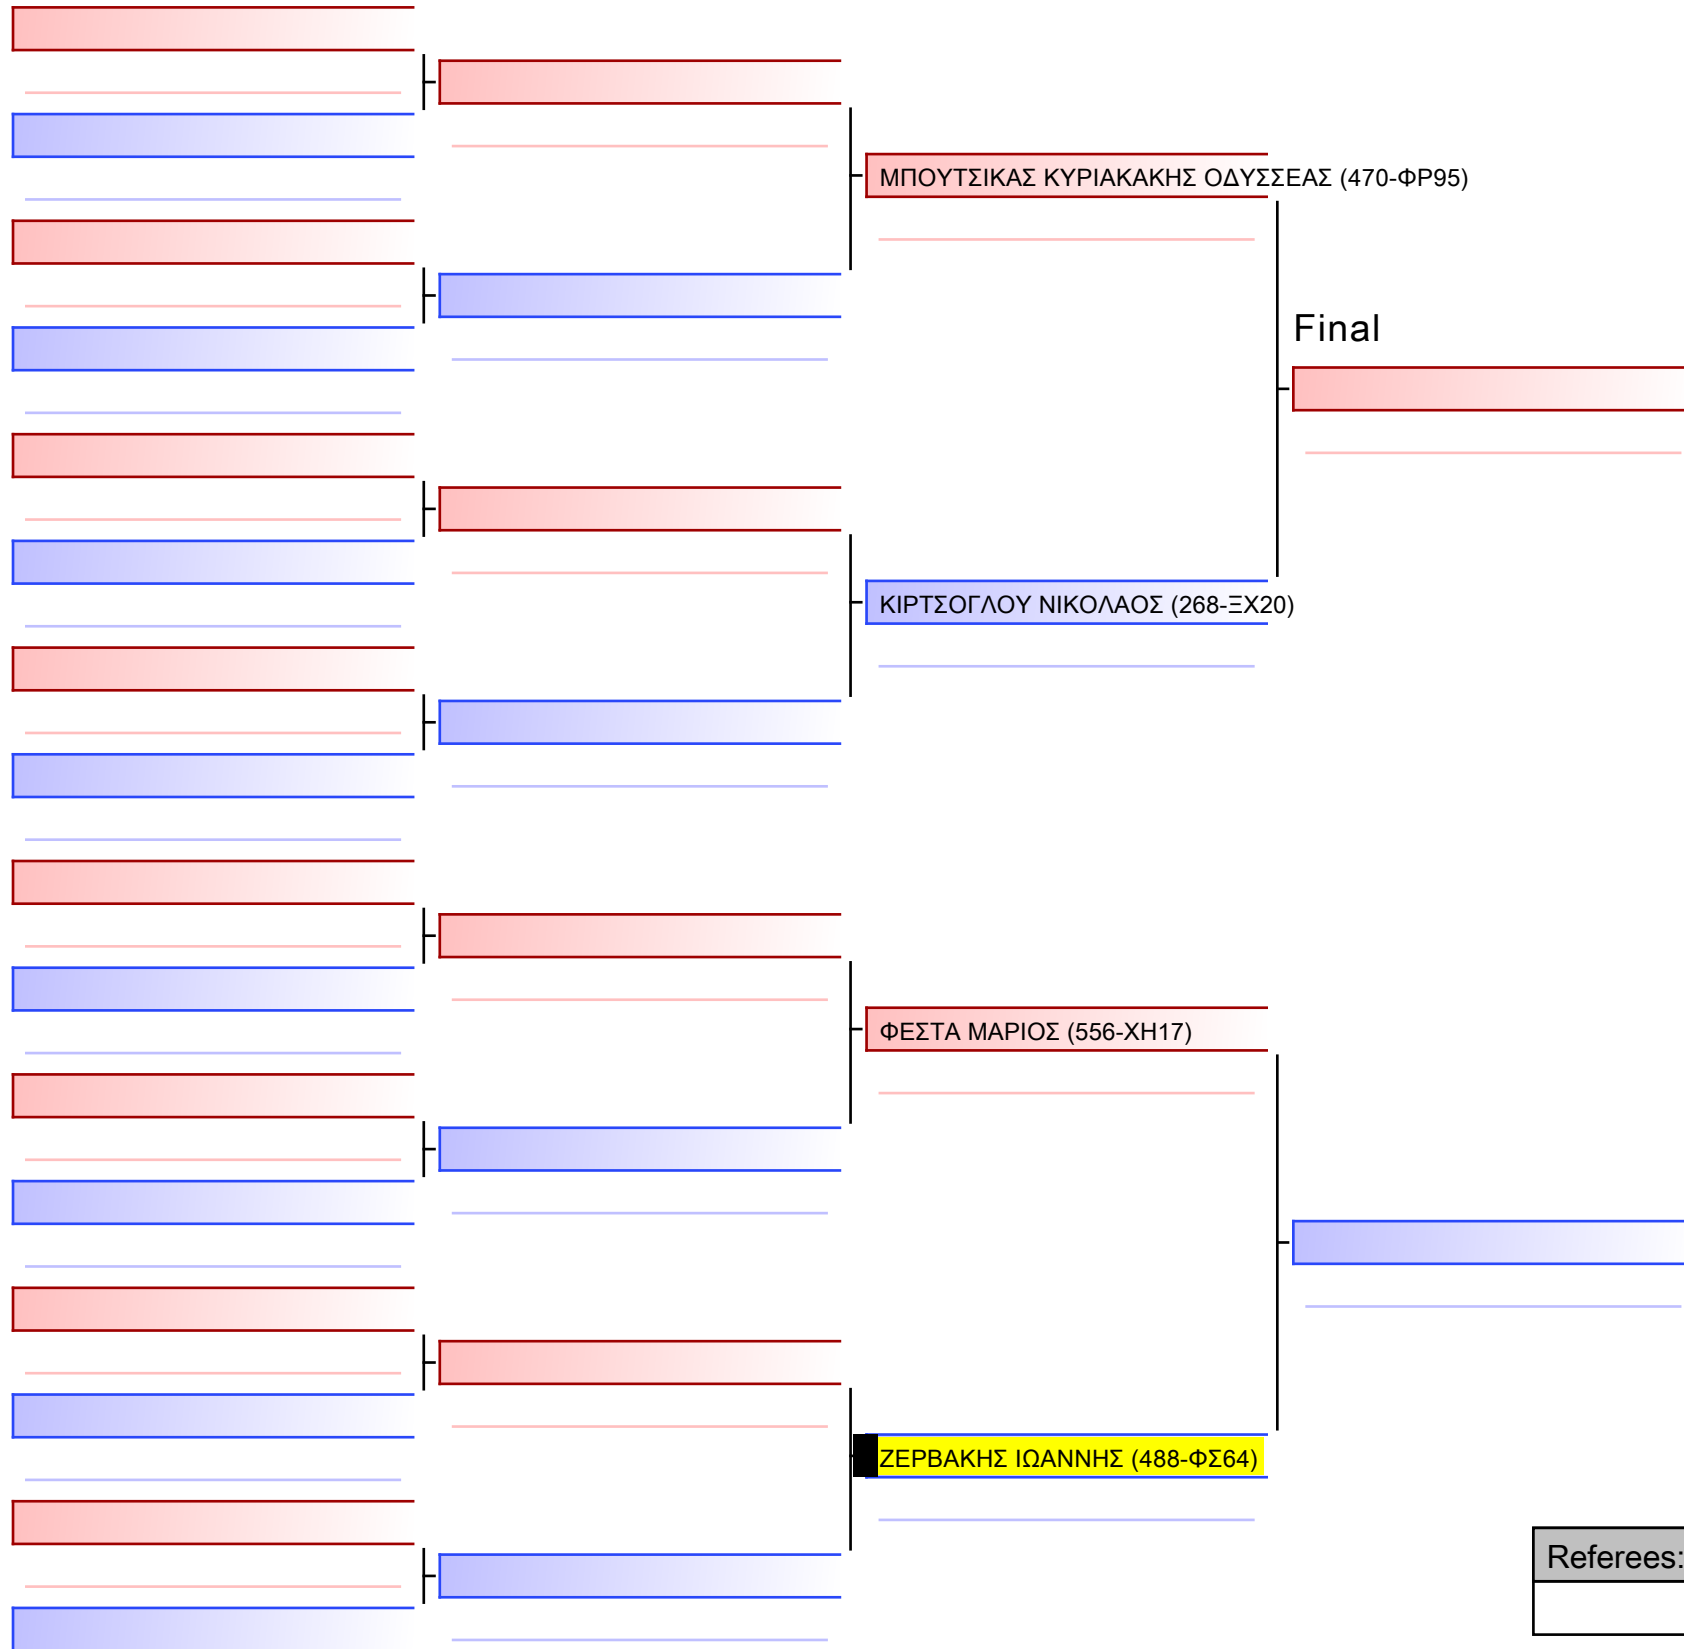 ΜΠΟΥΤΣΙΚΑΣ ΚΥΡΙΑΚΑΚΗΣ ΟΔΥΣΣΕΑΣ (470-ΦΡ95)
Final
ΚΙΡΤΣΟΓΛΟΥ ΝΙΚΟΛΑΟΣ (268-ΞΧ20)
ΦΕΣΤΑ ΜΑΡΙΟΣ (556-ΧΗ17)
ΖΕΡΒΑΚΗΣ ΙΩΑΝΝΗΣ (488-ΦΣ64)
Referees: